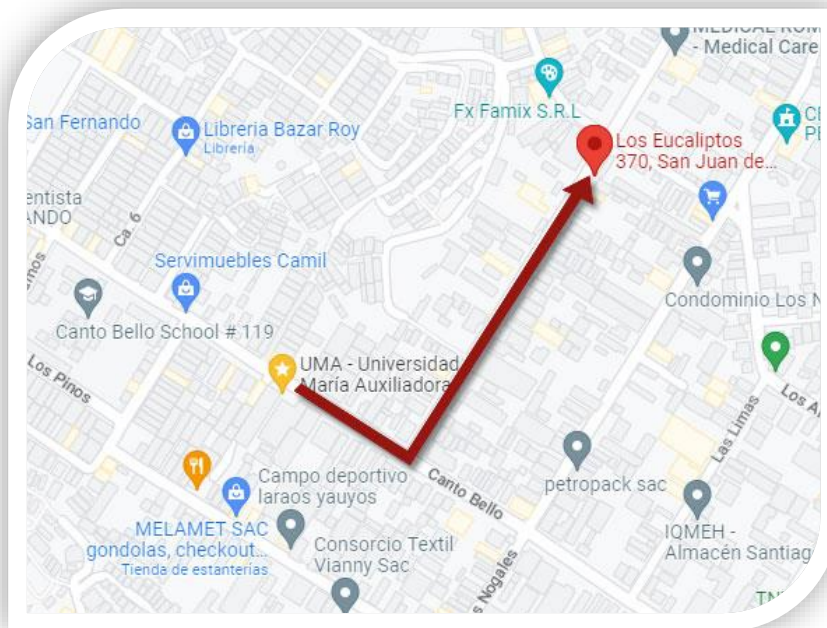 MEDICAL
- Medical Care
Fx Famix S.R.L
San Fernando
Libreria Bazar Roy
Librería
Los Eucaliptos
370, San Juan de...
Ca. 6
Servimuebles Camil
Canto Bello School # 119
Condominio Los
Los Pinos
UMA - Universidad
María Auxiliadora
Las Limas
Campo deportivo
laraos yauyos
Canto Bello
petropack sac
MELAMET SAC
gondolas, checkout...
Tienda de estanterías
Consorcio Textil
Vianny Sac
Nogales
IQMEH -
Almacén